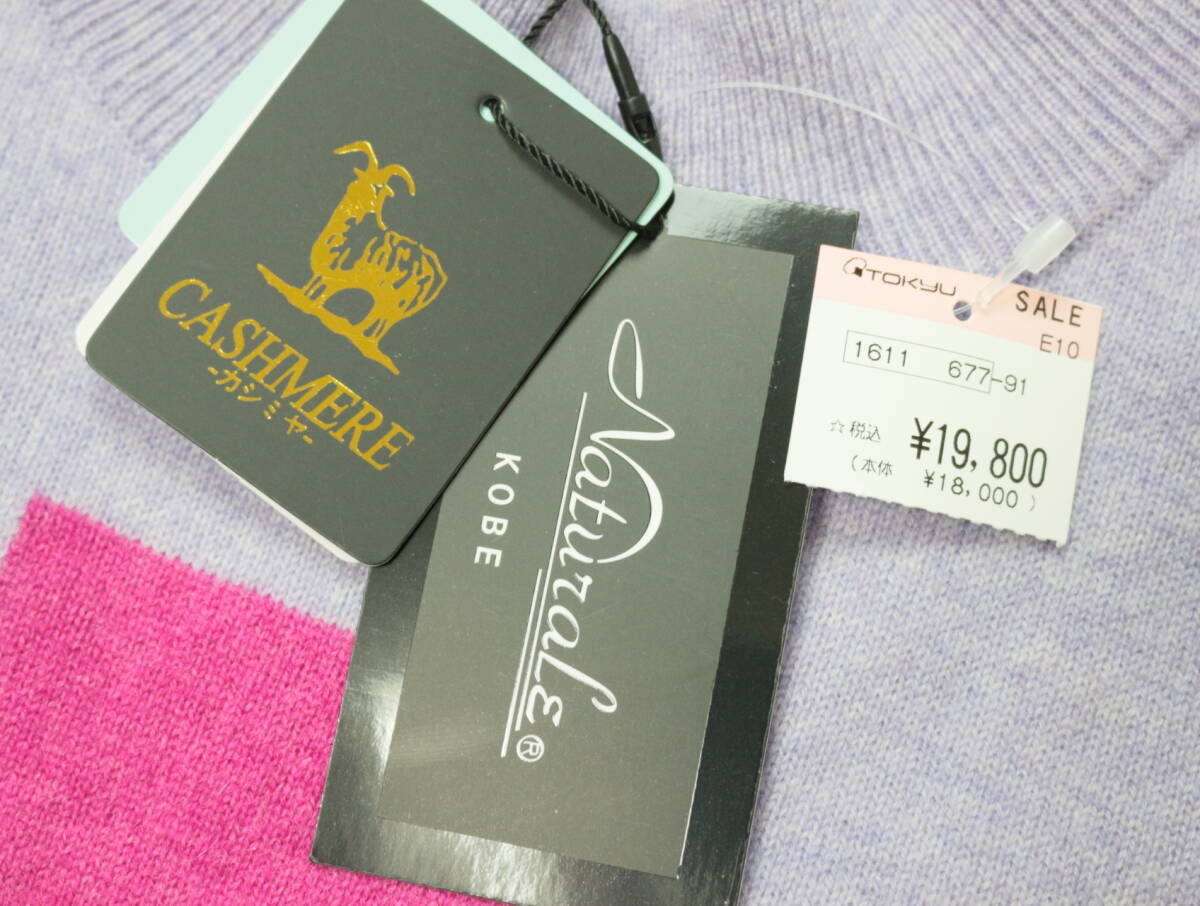 CASHMERE
-カシミヤ-
Naturale®
KOBE
TOKYU
SALE
E10
1611 677-91
☆税込 ¥19,800
(本体 ¥18,000)